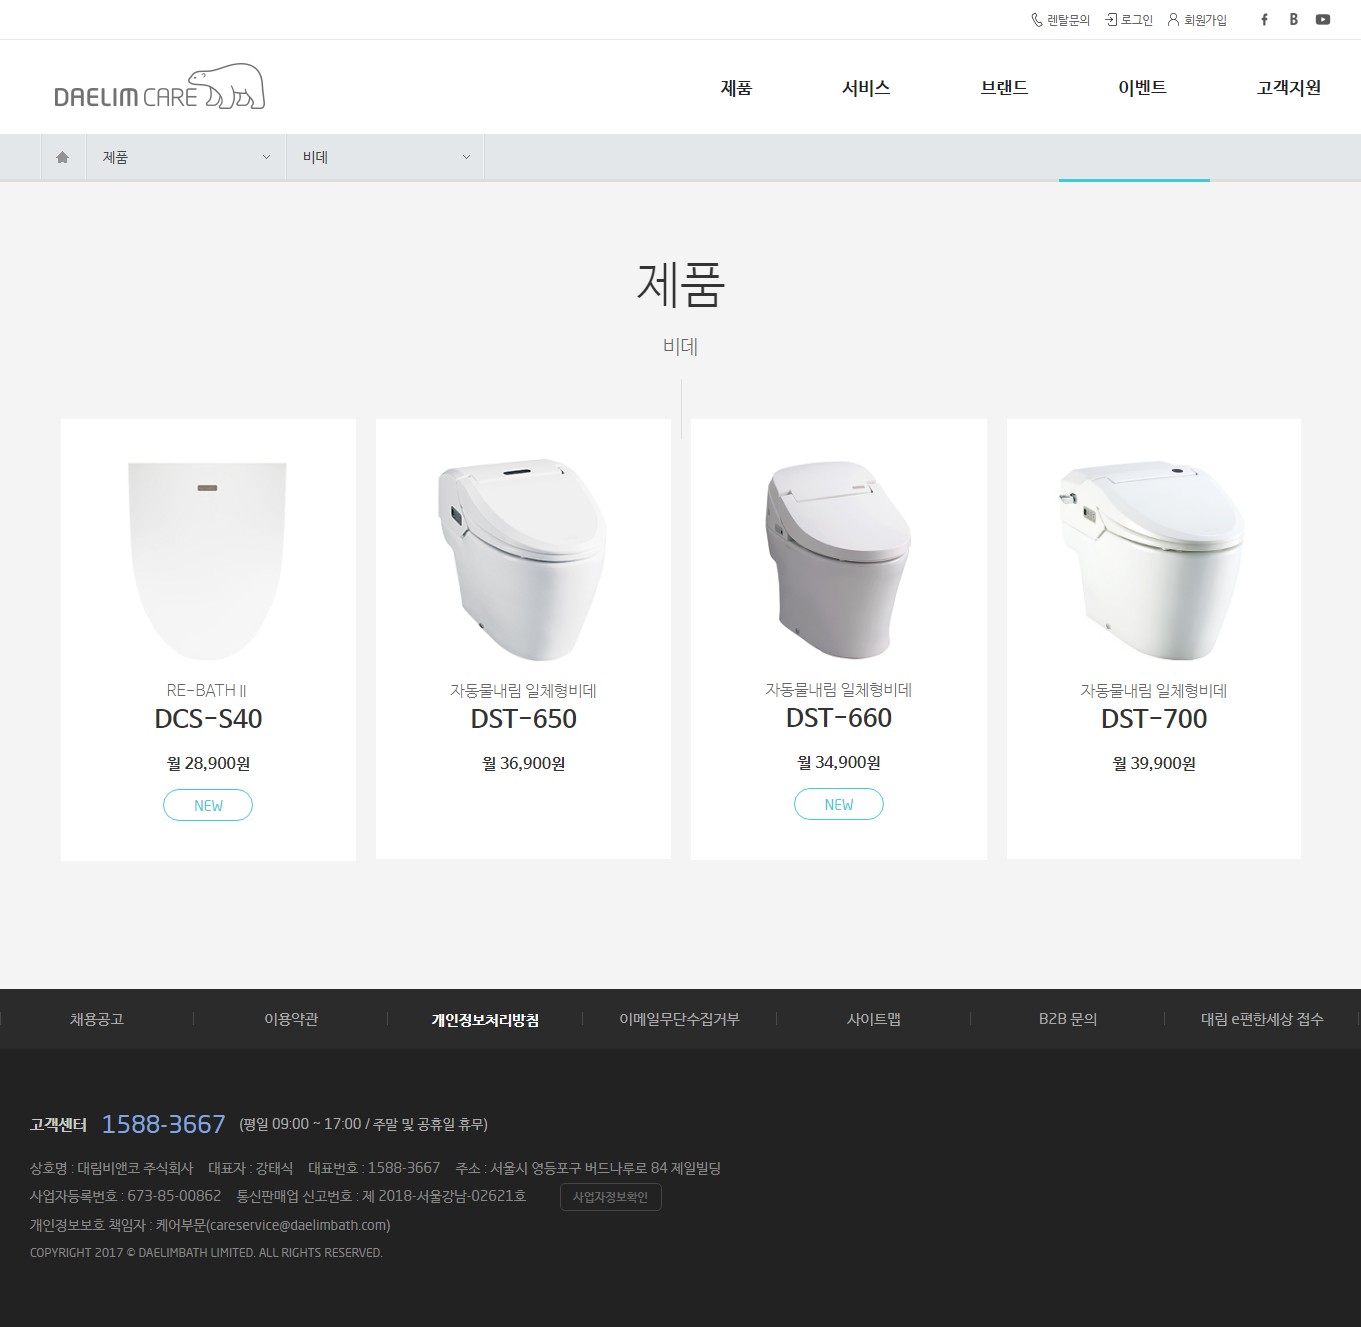 렌탈문의 로그인 회원가입
DAELIM CARE
제품 서비스 브랜드 이벤트 고객지원
제품 비데
제품
비데
RE-BATH II
DCS-S40
월 28,900원
NEW
자동물내림 일체형비데
DST-650
월 36,900원
자동물내림 일체형비데
DST-660
월 34,900원
NEW
자동물내림 일체형비데
DST-700
월 39,900원
채용공고 이용약관 개인정보처리방침 이메일무단수집거부 사이트맵 B2B 문의 대림 e편한세상 접수
고객센터 1588-3667 (평일 09:00 ~ 17:00 / 주말 및 공휴일 휴무)
상호명 : 대림비앤코 주식회사 대표자 : 강태식 대표번호 : 1588-3667 주소 : 서울시 영등포구 버드나루로 84 제일빌딩
사업자등록번호 : 673-85-00862 통신판매업 신고번호 : 제 2018-서울강남-02621호 사업자정보확인
개인정보보호 책임자 : 케어부문(careservice@daelimbath.com)
COPYRIGHT 2017 © DAELIMBATH LIMITED. ALL RIGHTS RESERVED.